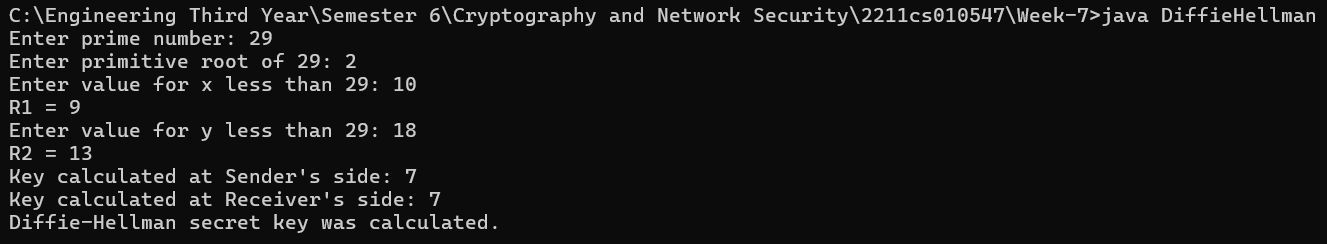 C:\Engineering Third Year\Semester 6\Cryptography and Network Security\2211cs010547\Week-7>java DiffieHellman
Enter prime number: 29
Enter primitive root of 29: 2
Enter value for x less than 29: 10
R1 = 9
Enter value for y less than 29: 18
R2 = 13
Key calculated at Sender's side: 7
Key calculated at Receiver's side: 7
Diffie-Hellman secret key was calculated.